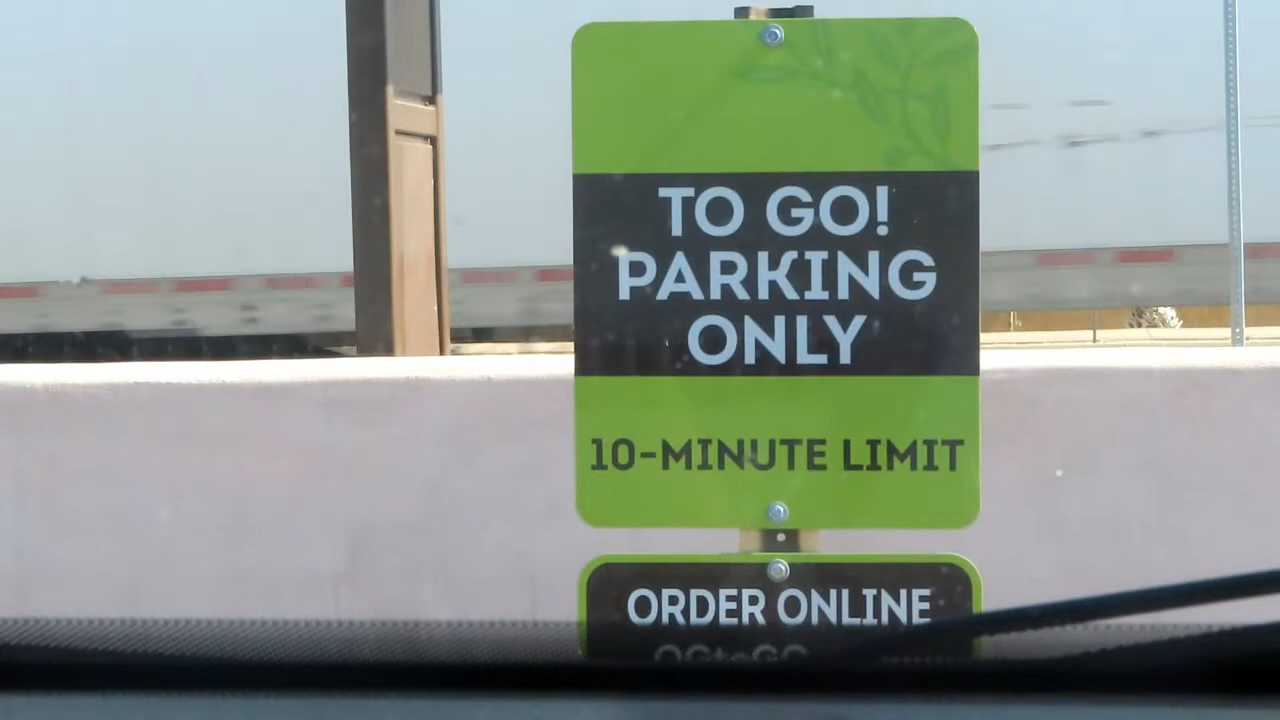 TO GO!
PARKING
ONLY
10-MINUTE LIMIT
ORDER ONLINE